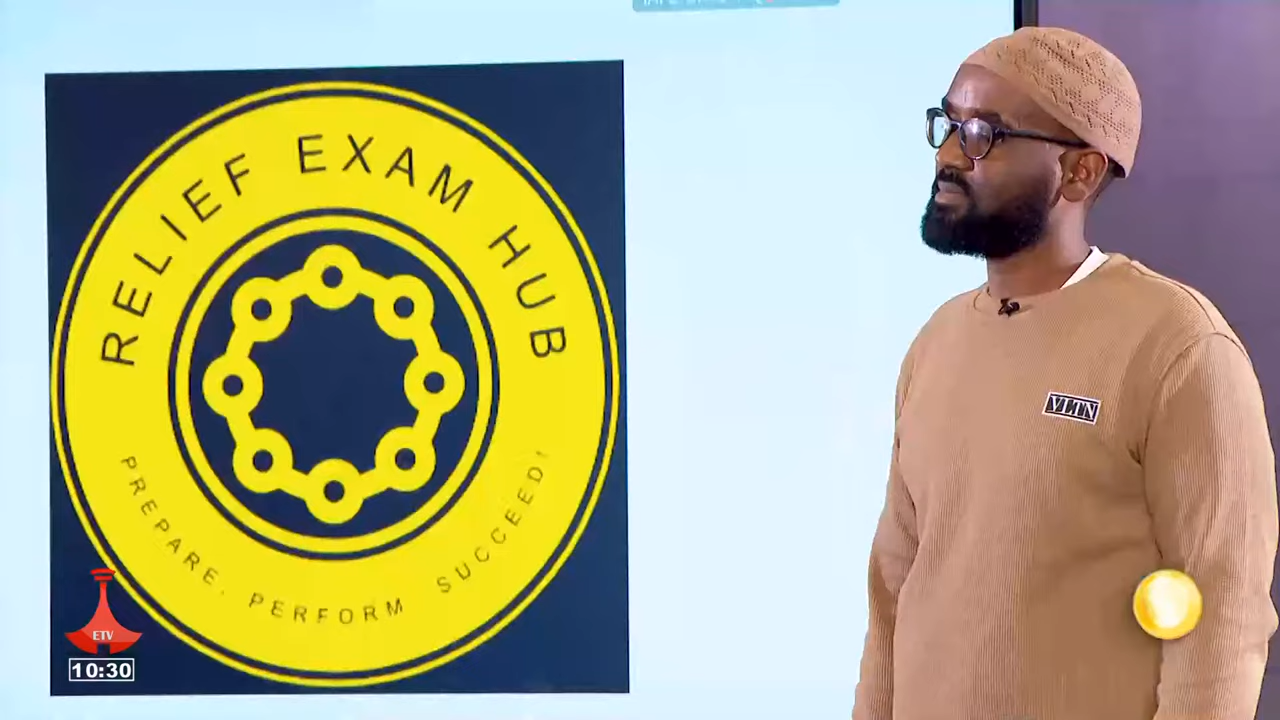 RELIEF EXAM HUB
PREPARE. PERFORM SUCCEED!
VLTN
ETV
10:30